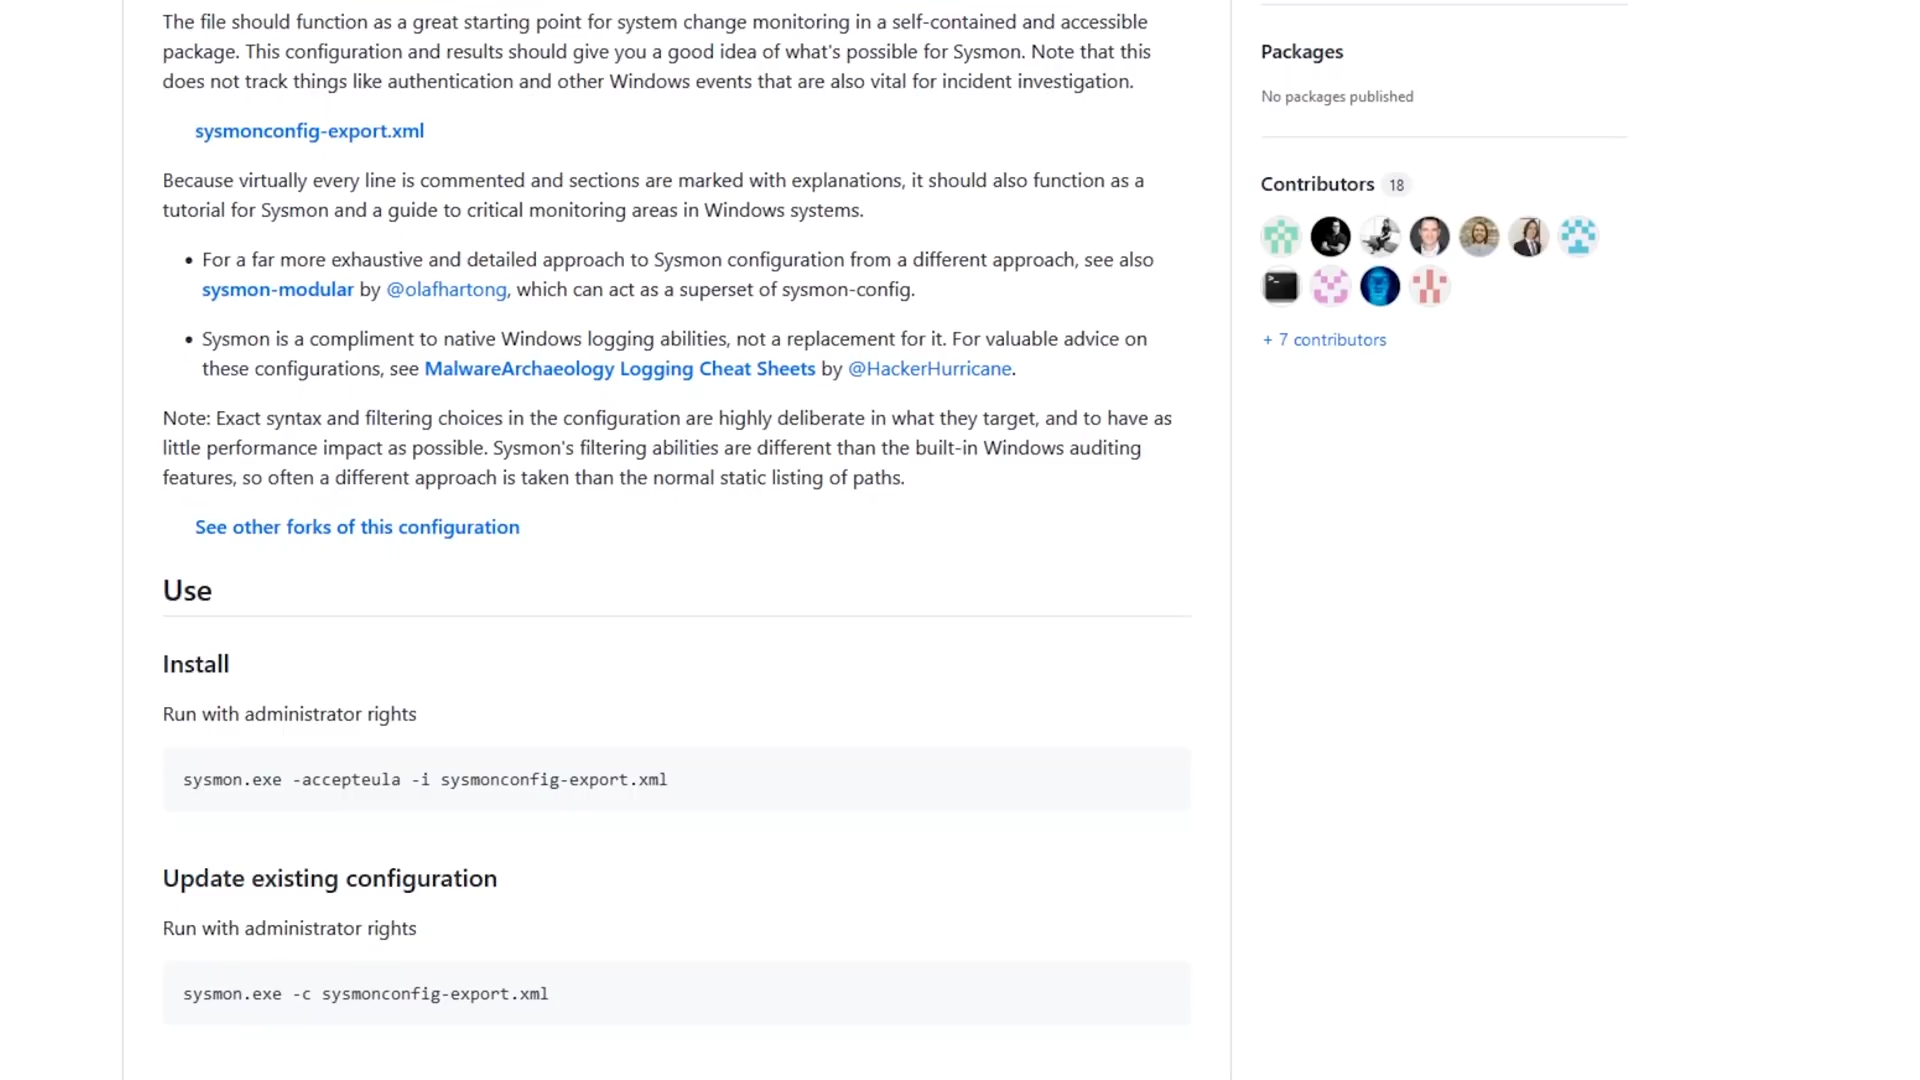 The file should function as a great starting point for system change monitoring in a self-contained and accessible
package. This configuration and results should give you a good idea of what's possible for Sysmon. Note that this
does not track things like authentication and other Windows events that are also vital for incident investigation.
sysmonconfig-export.xml
Because virtually every line is commented and sections are marked with explanations, it should also function as a
tutorial for Sysmon and a guide to critical monitoring areas in Windows systems.
• For a far more exhaustive and detailed approach to Sysmon configuration from a different approach, see also
sysmon-modular by @olafhartong, which can act as a superset of sysmon-config.
• Sysmon is a compliment to native Windows logging abilities, not a replacement for it. For valuable advice on
these configurations, see MalwareArchaeology Logging Cheat Sheets by @HackerHurricane.
Note: Exact syntax and filtering choices in the configuration are highly deliberate in what they target, and to have as
little performance impact as possible. Sysmon's filtering abilities are different than the built-in Windows auditing
features, so often a different approach is taken than the normal static listing of paths.
See other forks of this configuration
Use
Install
Run with administrator rights
sysmon.exe -accepteula -i sysmonconfig-export.xml
Update existing configuration
Run with administrator rights
sysmon.exe -c sysmonconfig-export.xml
Packages
No packages published
Contributors 18
+ 7 contributors